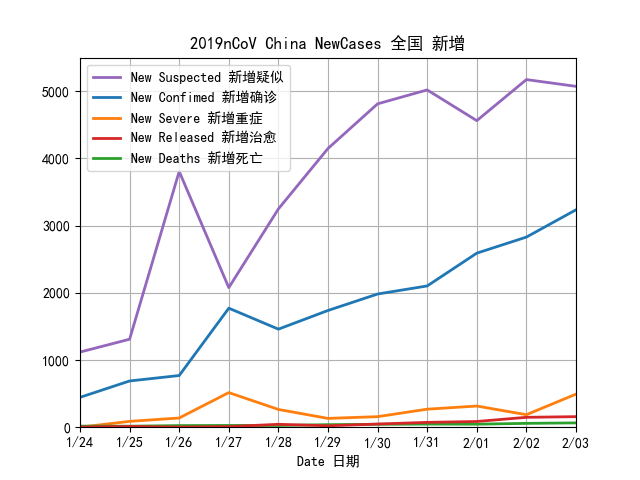 2019nCoV China NewCases 全国 新增
New Suspected 新增疑似
New Confimed 新增确诊
New Severe 新增重症
New Released 新增治愈
New Deaths 新增死亡
5000
4000
3000
2000
1000
0
1/24 1/25 1/26 1/27 1/28 1/29 1/30 1/31 2/01 2/02 2/03
Date 日期